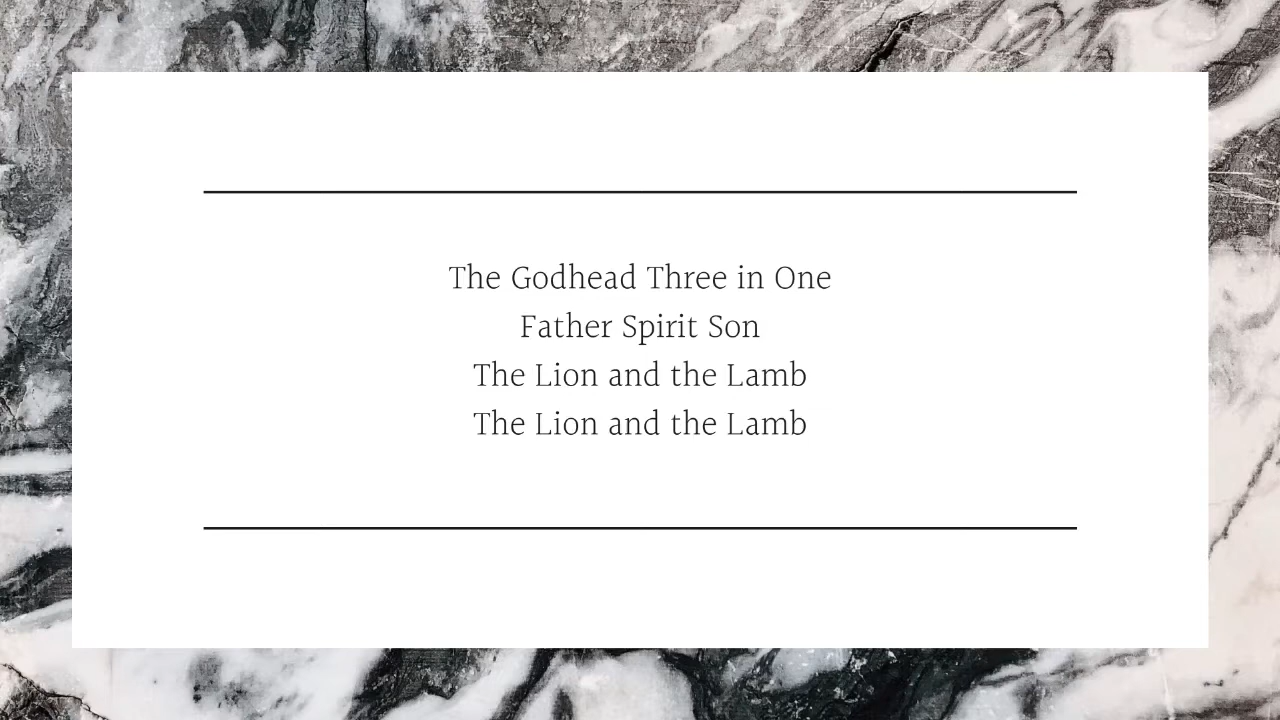 The Godhead Three in One
Father Spirit Son
The Lion and the Lamb
The Lion and the Lamb